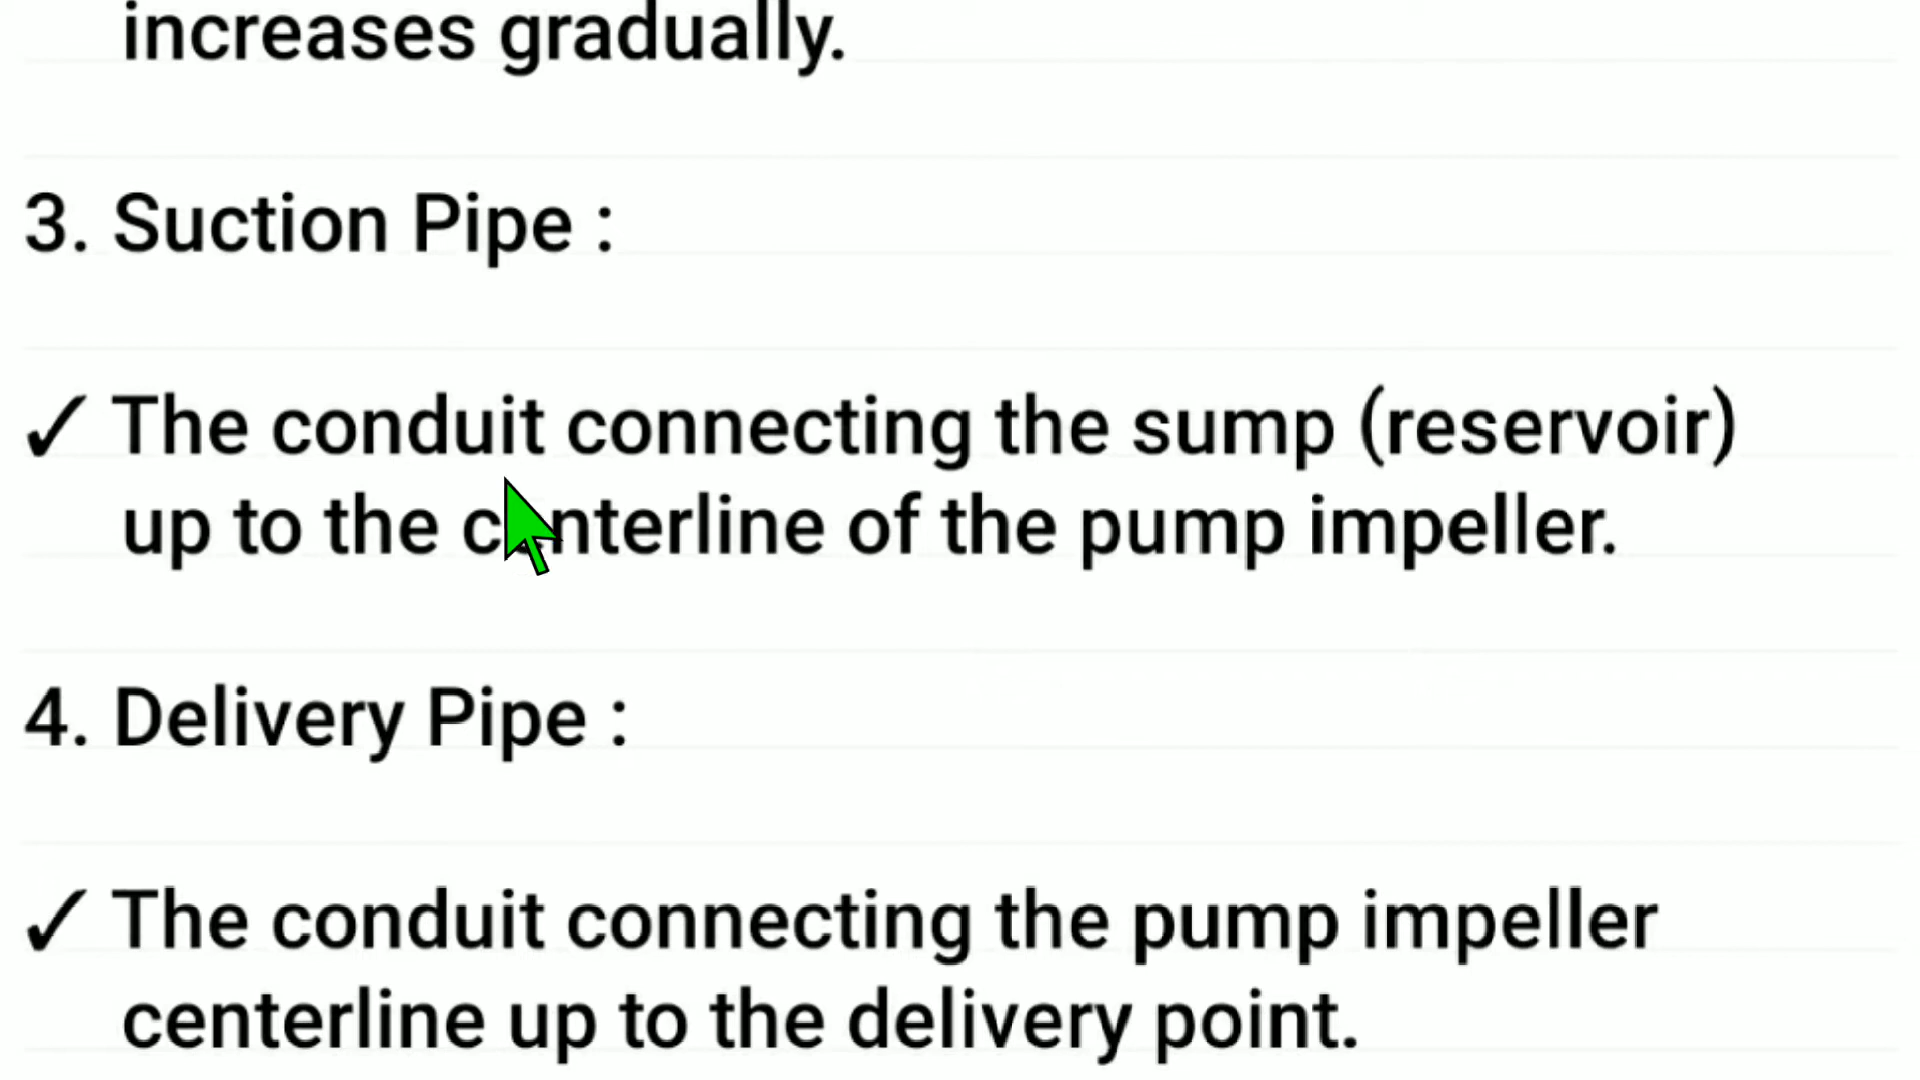 increases gradually.
3. Suction Pipe :
✓ The conduit connecting the sump (reservoir)
up to the centerline of the pump impeller.
4. Delivery Pipe :
✓ The conduit connecting the pump impeller
centerline up to the delivery point.